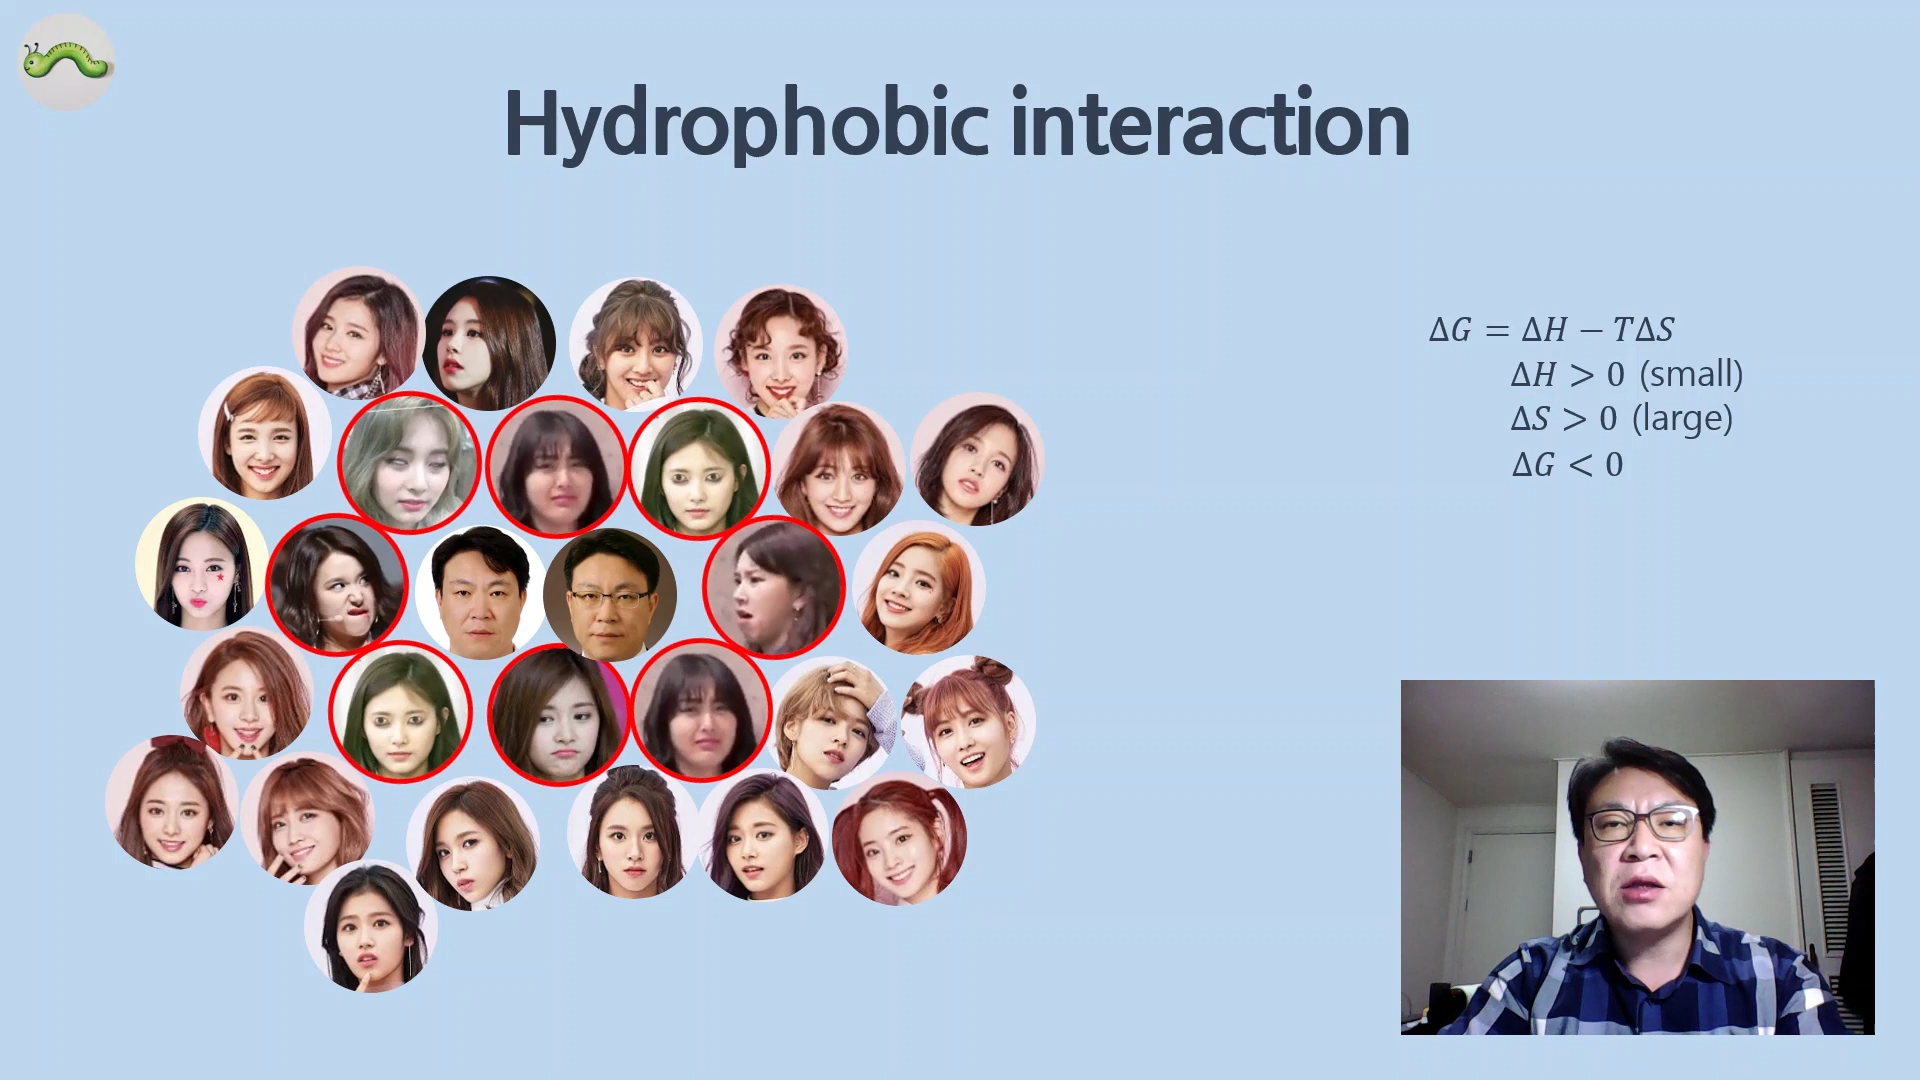 Hydrophobic interaction
ΔG = ΔH − TΔS
ΔH > 0 (small)
ΔS > 0 (large)
ΔG < 0